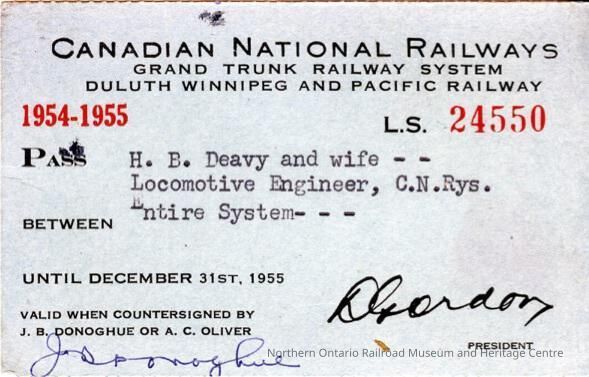 CANADIAN NATIONAL RAILWAYS
GRAND TRUNK RAILWAY SYSTEM
DULUTH WINNIPEG AND PACIFIC RAILWAY
1954-1955
L.S. 24550
PASS H. B. Deavy and wife - -
Locomotive Engineer, C.N.Rys.
Entire System- - -
BETWEEN
UNTIL DECEMBER 31ST, 1955
DGordon
VALID WHEN COUNTERSIGNED BY
J. B. DONOGHUE OR A. C. OLIVER
PRESIDENT
J B Donoghue
Northern Ontario Railroad Museum and Heritage Centre